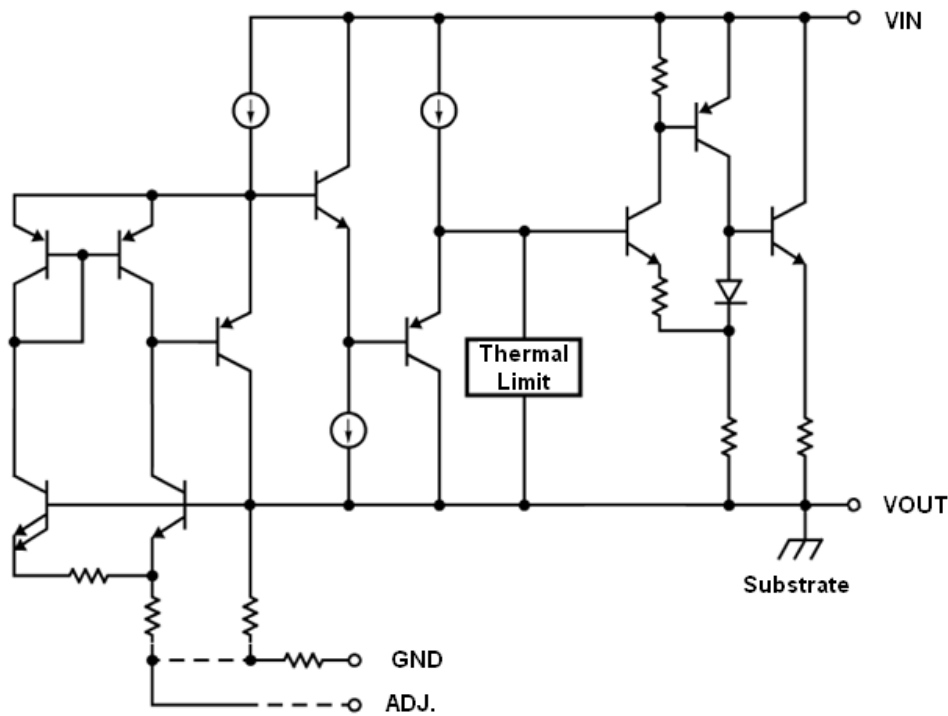 VIN
Thermal
Limit
VOUT
Substrate
GND
ADJ.